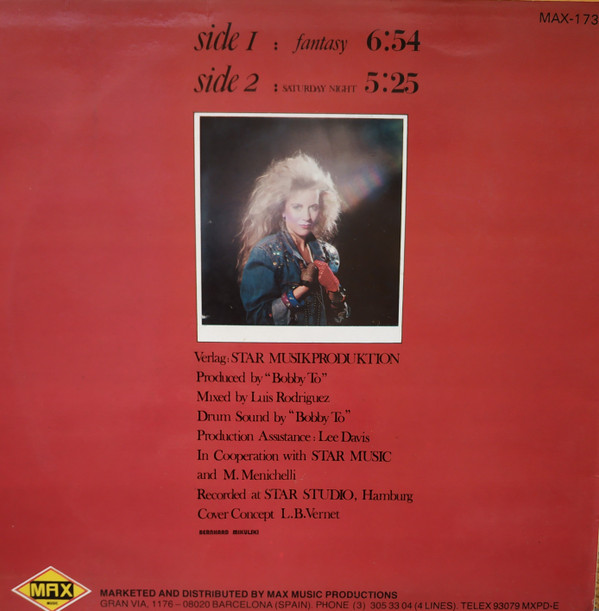 MAX-173
side 1 : fantasy 6:54
side 2 : SATURDAY NIGHT 5:25
Verlag: STAR MUSIKPRODUKTION
Produced by "Bobby To"
Mixed by Luis Rodriguez
Drum Sound by "Bobby To"
Production Assistance: Lee Davis
In Cooperation with STAR MUSIC
and M. Menichelli
Recorded at STAR STUDIO, Hamburg
Cover Concept L.B.Vernet
BERNHARD MIKULSKI
MAX
MUSIC
MARKETED AND DISTRIBUTED BY MAX MUSIC PRODUCTIONS
GRAN VIA, 1176 - 08020 BARCELONA (SPAIN). PHONE (3) 305 33 04 (4 LINES). TELEX 93079 MXPD-E